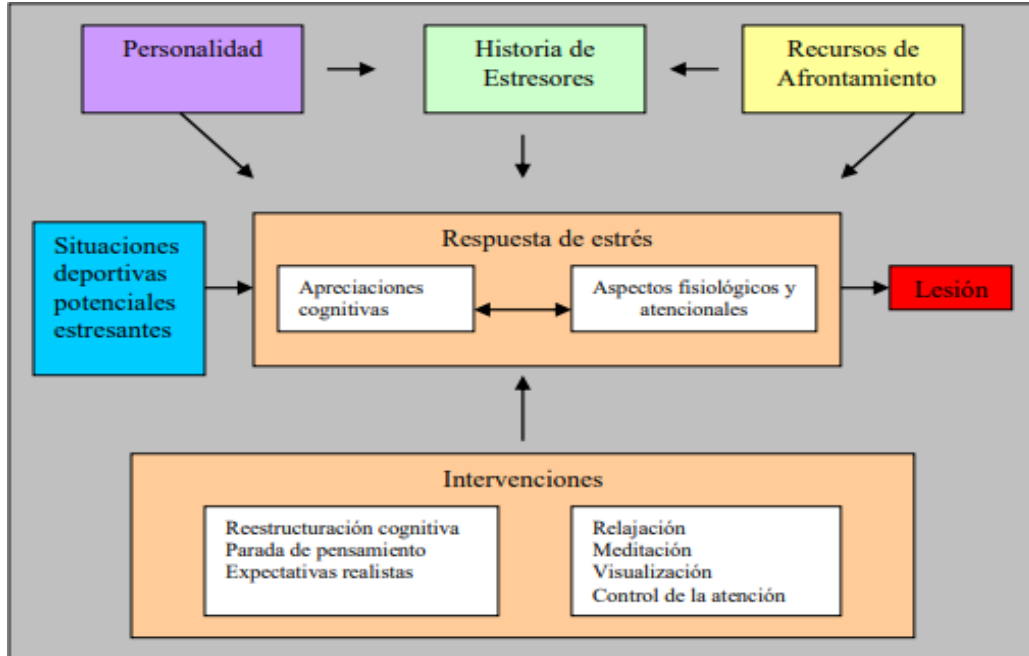 Personalidad
Historia de
Estresores
Recursos de
Afrontamiento
Situaciones
deportivas
potenciales
estresantes
Respuesta de estrés
Apreciaciones
cognitivas
Aspectos fisiológicos y
atencionales
Lesión
Intervenciones
Reestructuración cognitiva
Parada de pensamiento
Expectativas realistas
Relajación
Meditación
Visualización
Control de la atención